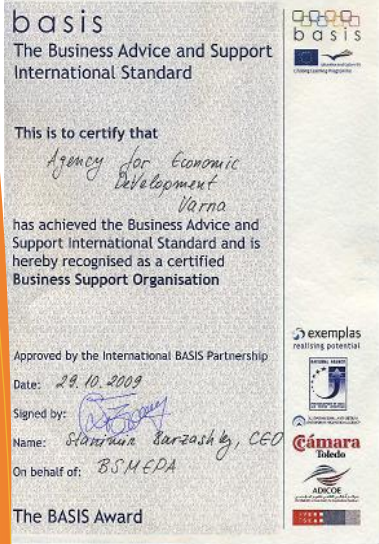 basis
The Business Advice and Support
International Standard
This is to certify that
Agency for Economic
Development
Varna
has achieved the Business Advice and
Support International Standard and is
hereby recognised as a certified
Business Support Organisation
Approved by the International BASIS Partnership
Date: 29.10.2009
Signed by:
Name: Stanimir Barzashky, CEO
On behalf of: BSMEPA
The BASIS Award
basis
Lifelong Learning Programme
exemplas
realising potential
Cámara
Toledo
ADICOE